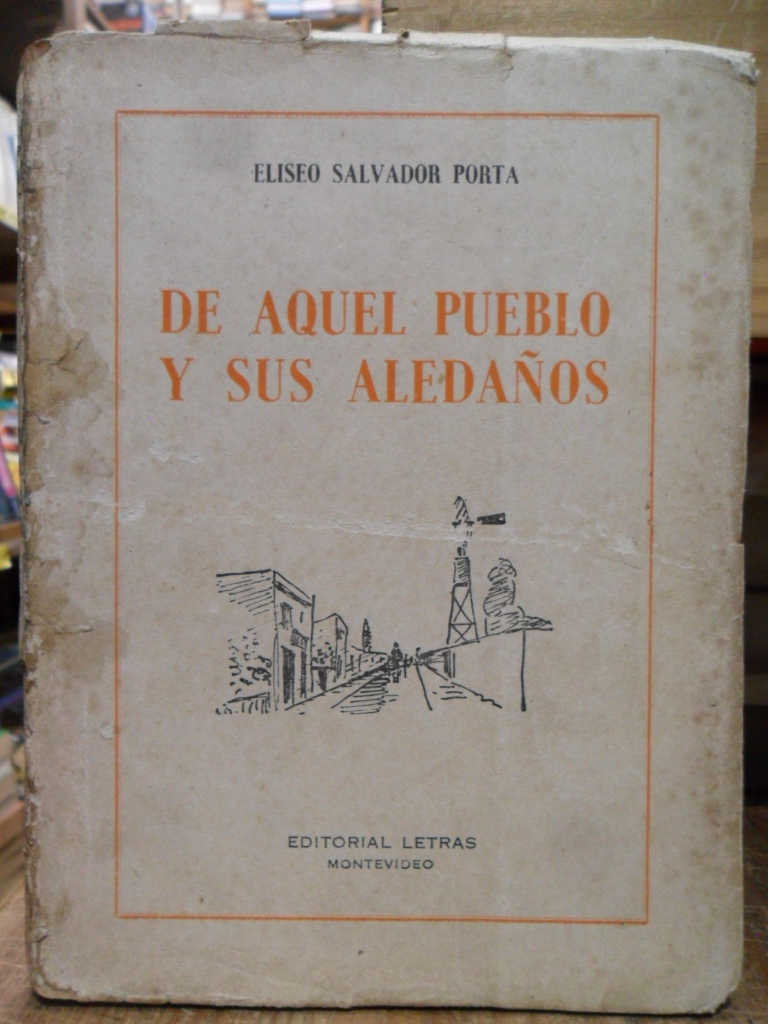 ELISEO SALVADOR PORTA
DE AQUEL PUEBLO
Y SUS ALEDAÑOS
EDITORIAL LETRAS
MONTEVIDEO